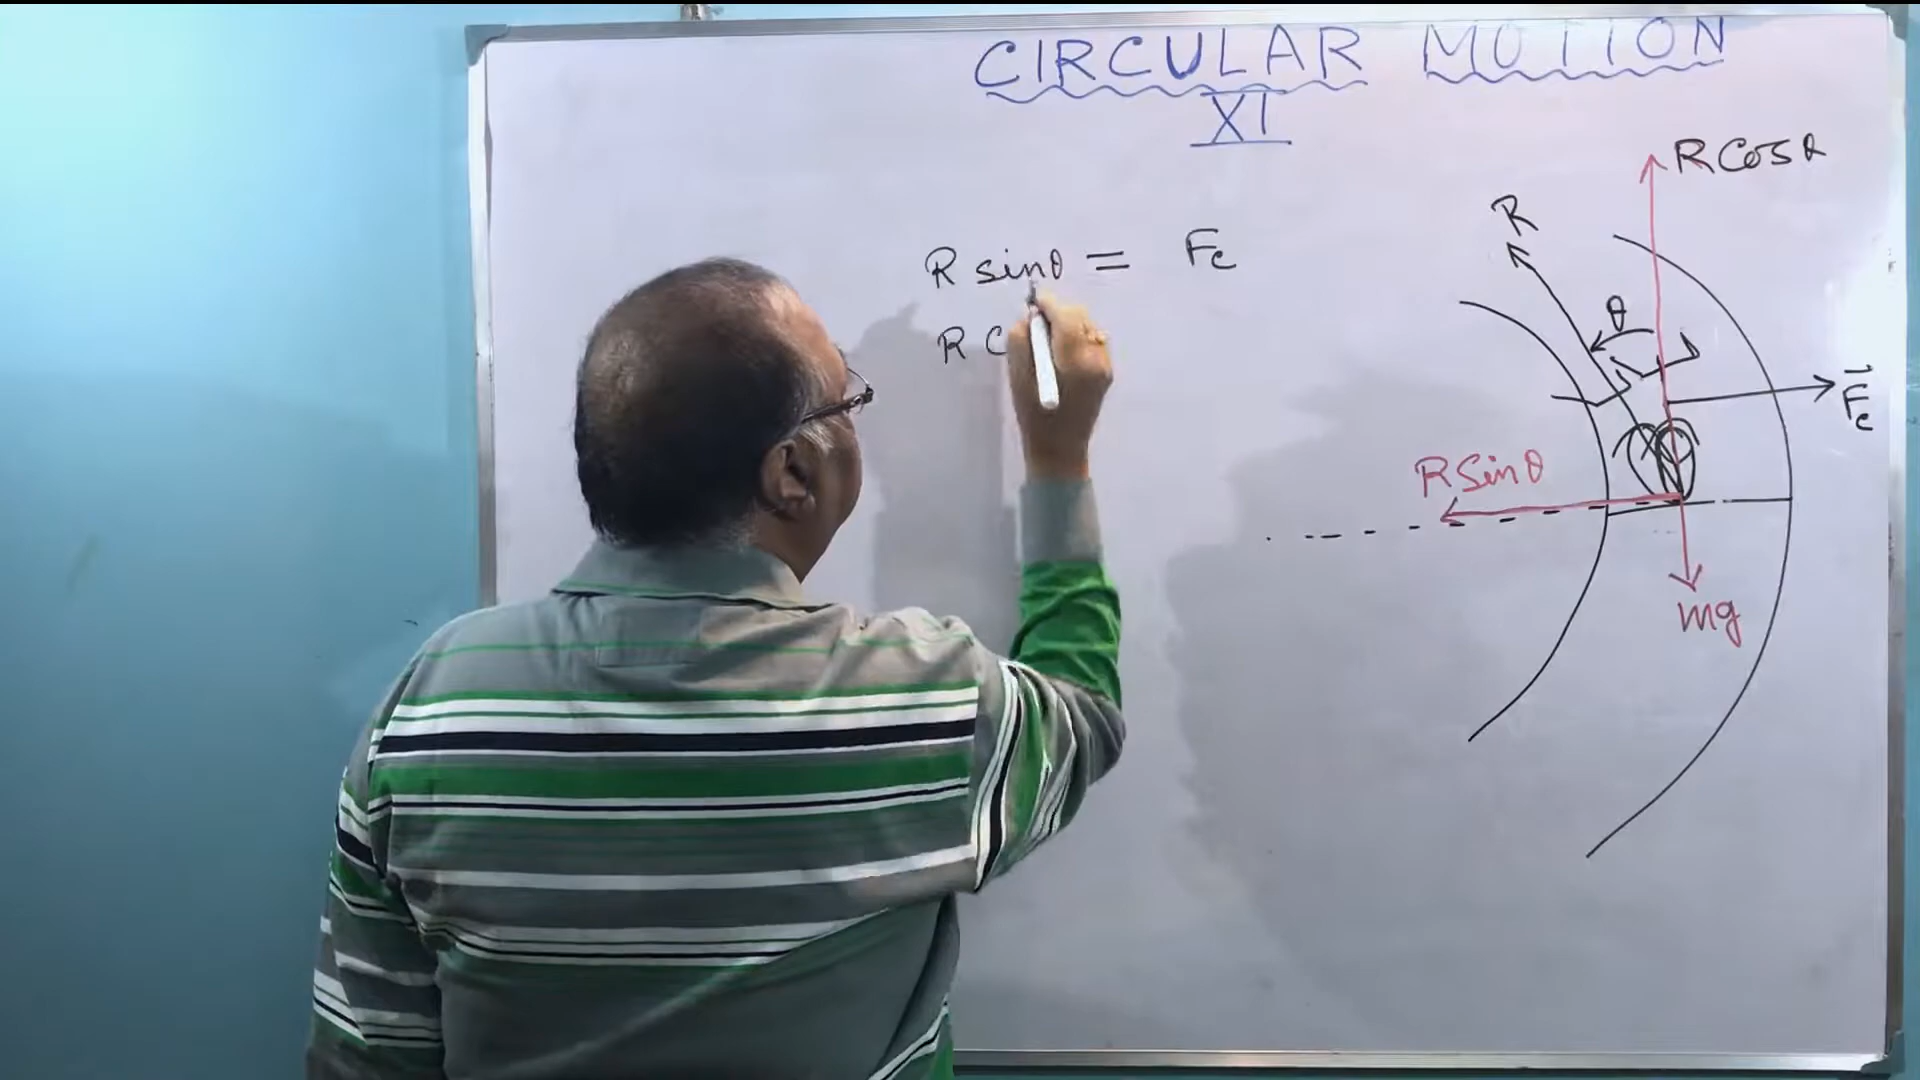 CIRCULAR MOTION
XI
R sinθ = Fc
R C
R Cosθ
R
θ
Fc
R Sinθ
mg